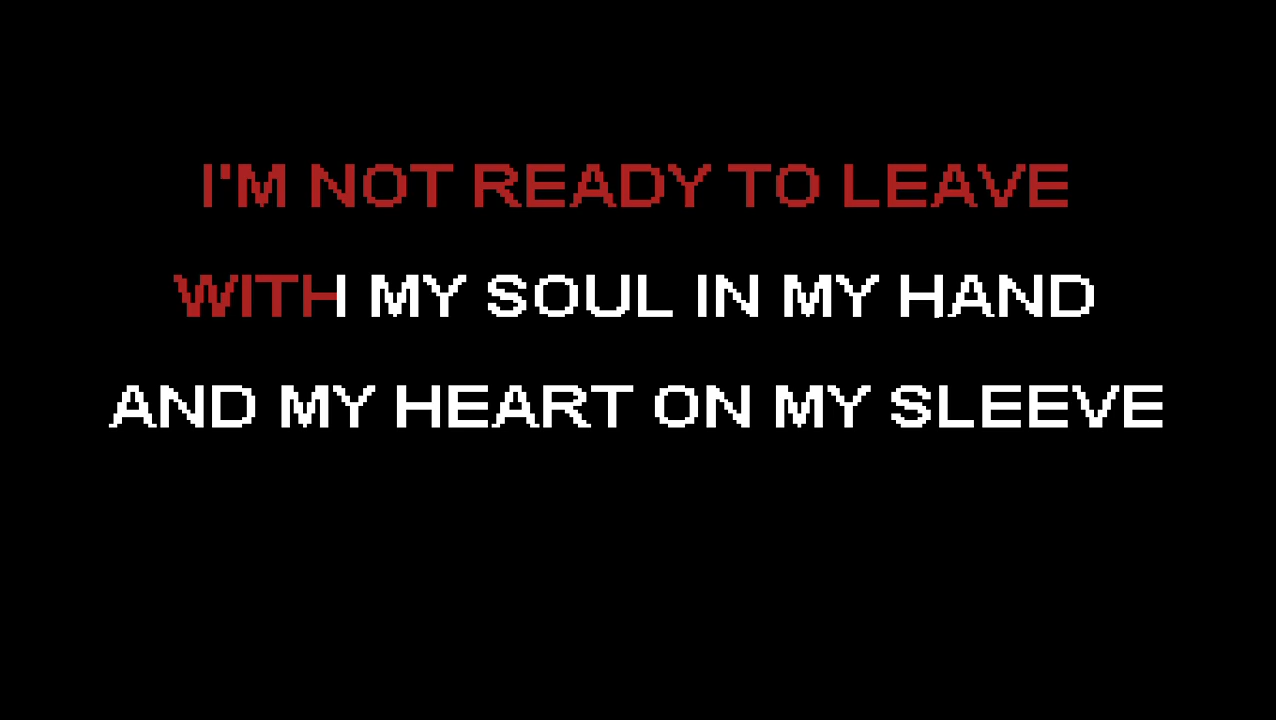 I'M NOT READY TO LEAVE
WITH MY SOUL IN MY HAND
AND MY HEART ON MY SLEEVE